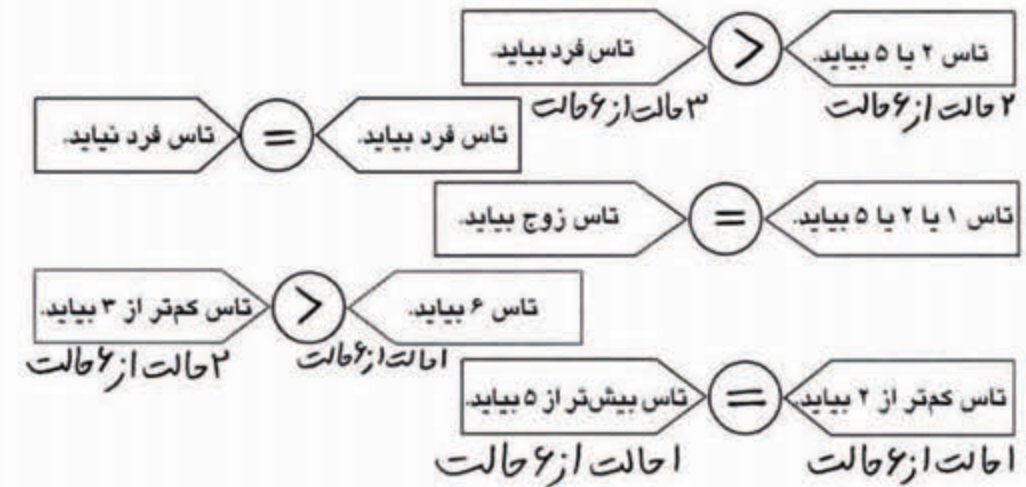 تاس ۲ یا ۵ بیاید. > تاس فرد بیاید.
۲ حالت از ۶ حالت ۳ حالت از ۶ حالت
تاس فرد بیاید. = تاس فرد نیاید.
تاس ۱ یا ۲ یا ۵ بیاید. = تاس زوج بیاید.
تاس ۶ بیاید. > تاس کم‌تر از ۳ بیاید.
۱ حالت از ۶ حالت ۲ حالت از ۶ حالت
تاس کم‌تر از ۲ بیاید. = تاس بیش‌تر از ۵ بیاید.
۱ حالت از ۶ حالت ۱ حالت از ۶ حالت